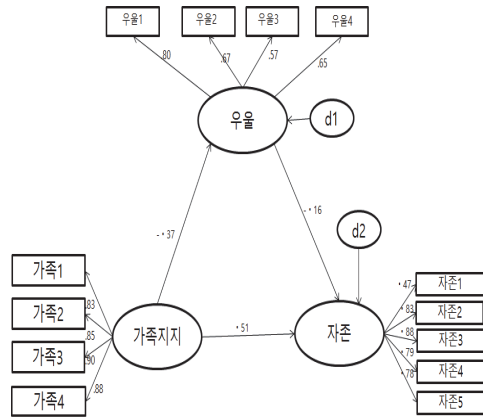 우울1 우울2 우울3 우울4
.80 .67 .57 .65
우울
d1
-・37
-・16
d2
가족1
가족2
가족3
가족4
.83
.85
.90
.88
가족지지
・51
자존
・47
・83
・88
・79
・78
자존1
자존2
자존3
자존4
자존5